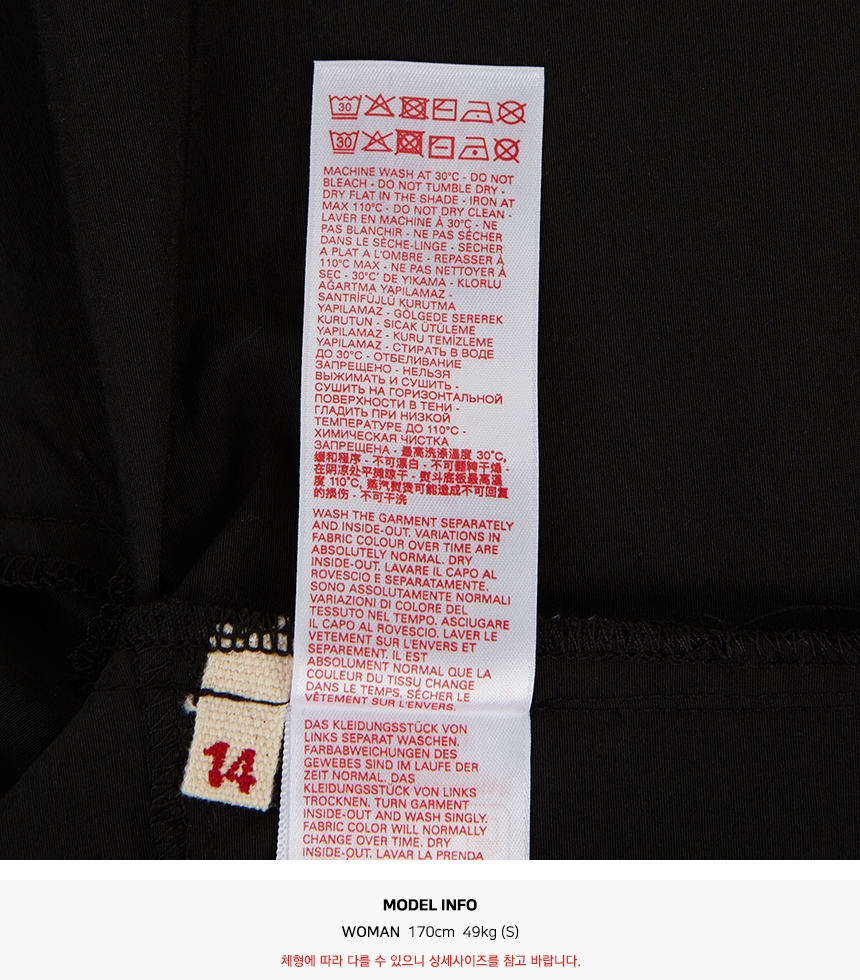 30
30
MACHINE WASH AT 30°C - DO NOT
BLEACH - DO NOT TUMBLE DRY -
DRY FLAT IN THE SHADE - IRON AT
MAX 110°C - DO NOT DRY CLEAN -
LAVER EN MACHINE À 30°C - NE
PAS BLANCHIR - NE PAS SÉCHER
DANS LE SÈCHE-LINGE - SECHER
A PLAT A L'OMBRE - REPASSER À
110°C MAX - NE PAS NETTOYER À
SEC - 30°C' DE YIKAMA - KLORLU
AĞARTMA YAPILAMAZ -
SANTRİFÜJLÜ KURUTMA
YAPILAMAZ - GÖLGEDE SEREREK
KURUTUN - SICAK ÜTÜLEME
YAPILAMAZ - KURU TEMİZLEME
YAPILAMAZ - СТИРАТЬ В ВОДЕ
ДО 30°C - ОТБЕЛИВАНИЕ
ЗАПРЕЩЕНО - НЕЛЬЗЯ
ВЫЖИМАТЬ И СУШИТЬ -
СУШИТЬ НА ГОРИЗОНТАЛЬНОЙ
ПОВЕРХНОСТИ В ТЕНИ -
ГЛАДИТЬ ПРИ НИЗКОЙ
ТЕМПЕРАТУРЕ ДО 110°C -
ХИМИЧЕСКАЯ ЧИСТКА
ЗАПРЕЩЕНА - 最高洗涤温度 30°C,
缓和程序 - 不可漂白 - 不可翻转干燥 -
在阴凉处平摊晾干 - 熨斗底板最高温
度 110°C, 蒸汽熨烫可能造成不可回复
的损伤 - 不可干洗
WASH THE GARMENT SEPARATELY
AND INSIDE-OUT. VARIATIONS IN
FABRIC COLOUR OVER TIME ARE
ABSOLUTELY NORMAL. DRY
INSIDE-OUT. LAVARE IL CAPO AL
ROVESCIO E SEPARATAMENTE.
SONO ASSOLUTAMENTE NORMALI
VARIAZIONI DI COLORE DEL
TESSUTO NEL TEMPO. ASCIUGARE
IL CAPO AL ROVESCIO. LAVER LE
VETEMENT SUR L'ENVERS ET
SEPAREMENT. IL EST
ABSOLUMENT NORMAL QUE LA
COULEUR DU TISSU CHANGE
DANS LE TEMPS. SÉCHER LE
VÊTEMENT SUR L'ENVERS.
DAS KLEIDUNGSSTÜCK VON
LINKS SEPARAT WASCHEN.
FARBABWEICHUNGEN DES
GEWEBES SIND IM LAUFE DER
ZEIT NORMAL. DAS
KLEIDUNGSSTÜCK VON LINKS
TROCKNEN. TURN GARMENT
INSIDE-OUT AND WASH SINGLY.
FABRIC COLOR WILL NORMALLY
CHANGE OVER TIME. DRY
INSIDE-OUT. LAVAR LA PRENDA
14
MODEL INFO
WOMAN 170cm 49kg (S)
체형에 따라 다를 수 있으니 상세사이즈를 참고 바랍니다.